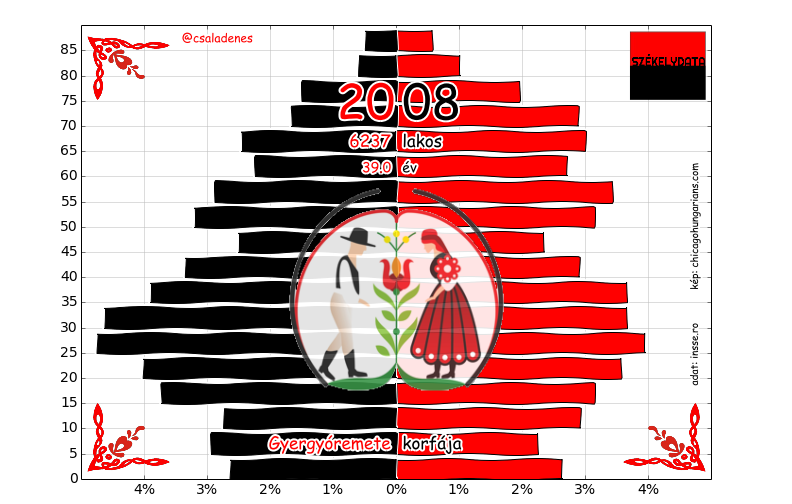 @csaladenes
SZÉKELYDATA
2008
6237 lakos
39.0 év
kép: chicagohungarians.com
adat: insse.ro
Gyergyóremete korfája
85
80
75
70
65
60
55
50
45
40
35
30
25
20
15
10
5
0
4% 3% 2% 1% 0% 1% 2% 3% 4%